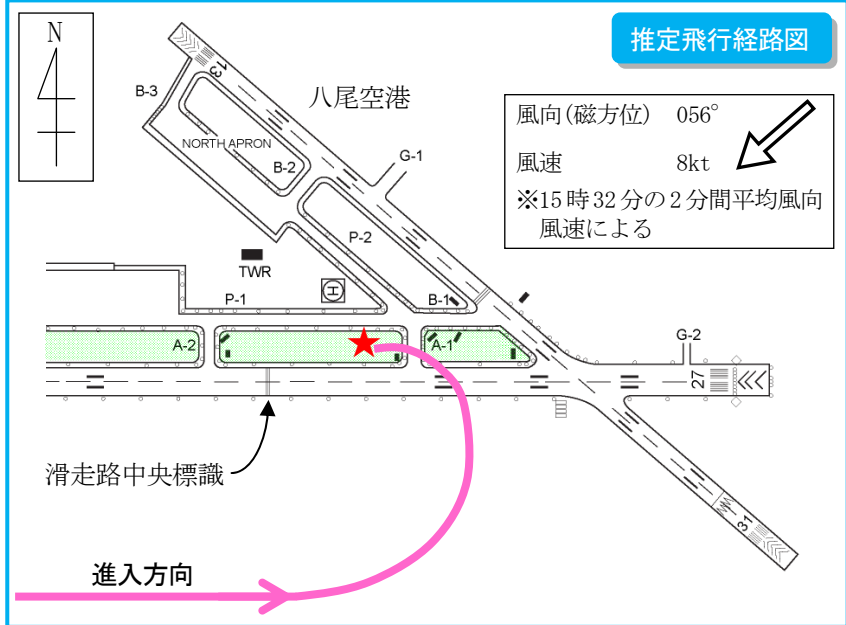 推定飛行経路図
N
八尾空港
風向(磁方位) 056°
風速 8kt
※15時32分の2分間平均風向
風速による
13
B-3
NORTH APRON
B-2
G-1
P-2
TWR
H
P-1
B-1
A-2
A-1
G-2
27
31
滑走路中央標識
進入方向